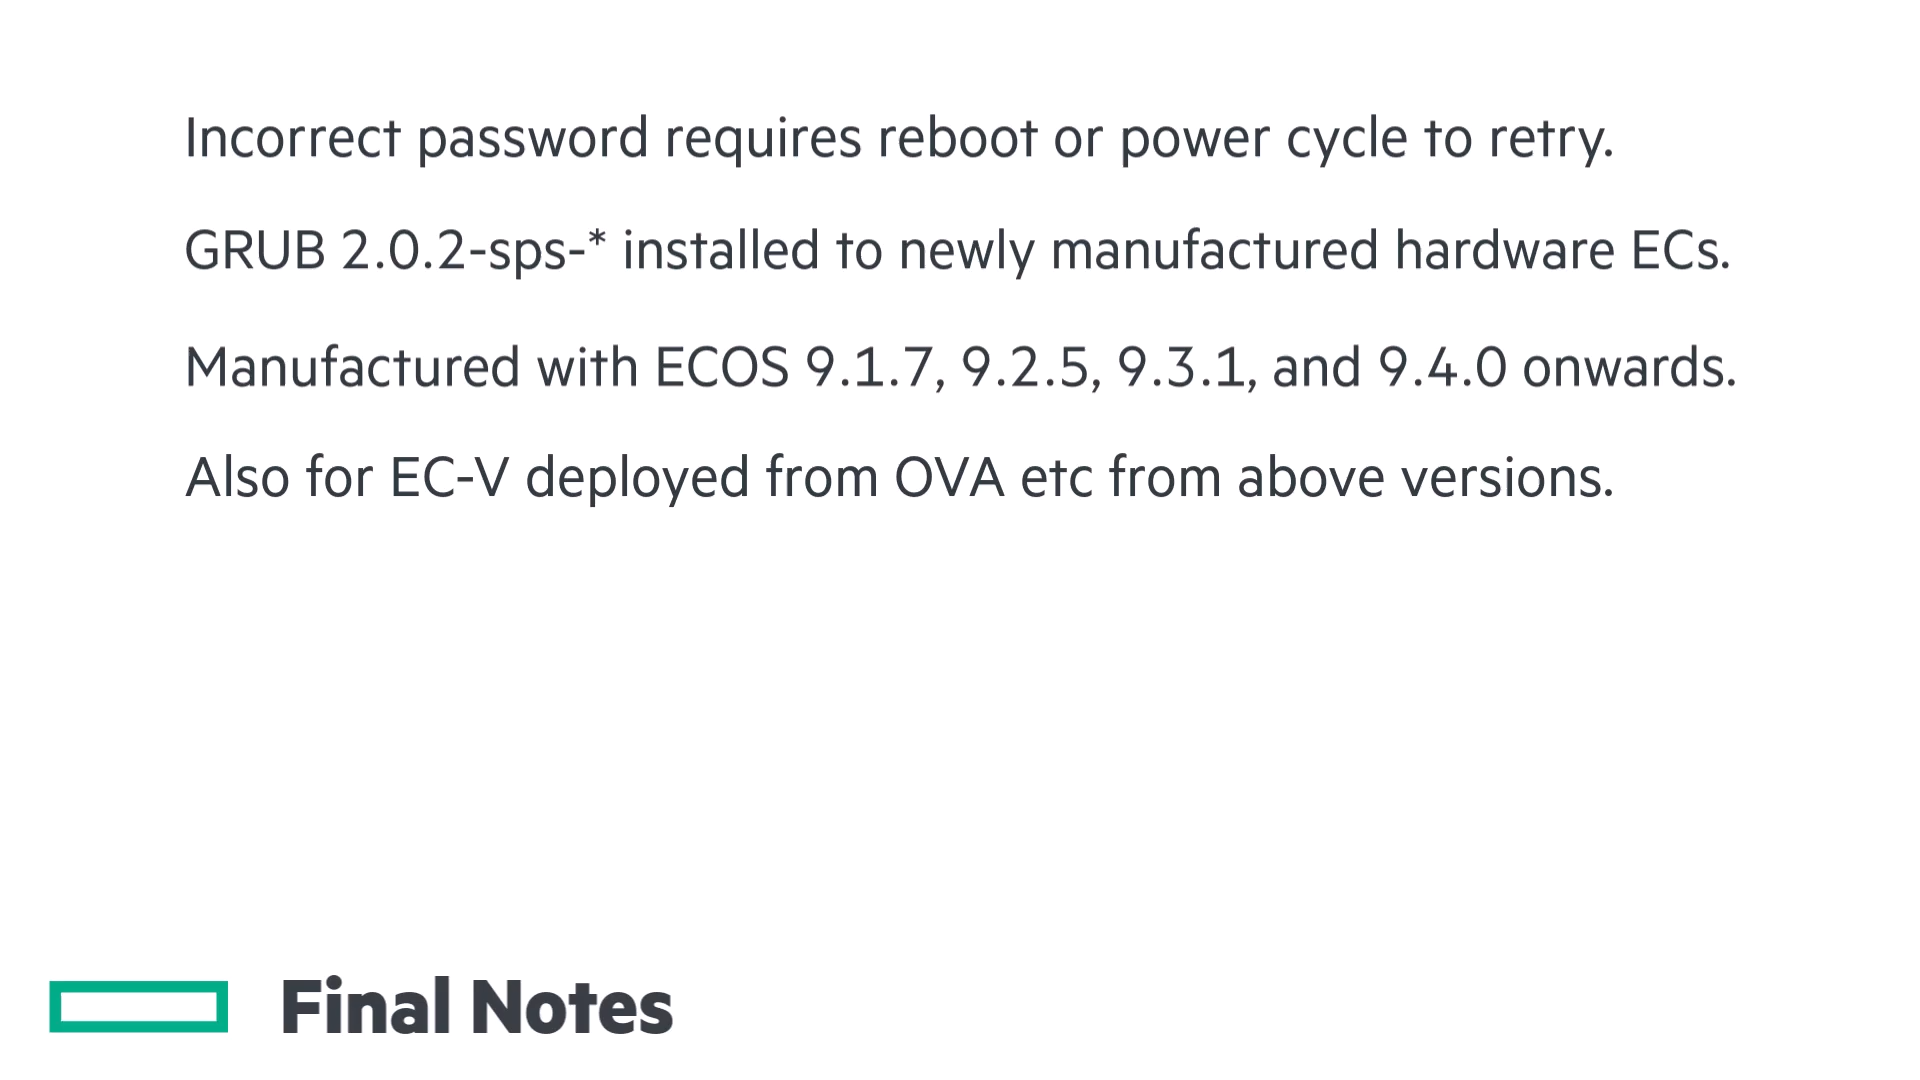 Incorrect password requires reboot or power cycle to retry.
GRUB 2.0.2-sps-* installed to newly manufactured hardware ECs.
Manufactured with ECOS 9.1.7, 9.2.5, 9.3.1, and 9.4.0 onwards.
Also for EC-V deployed from OVA etc from above versions.
Final Notes